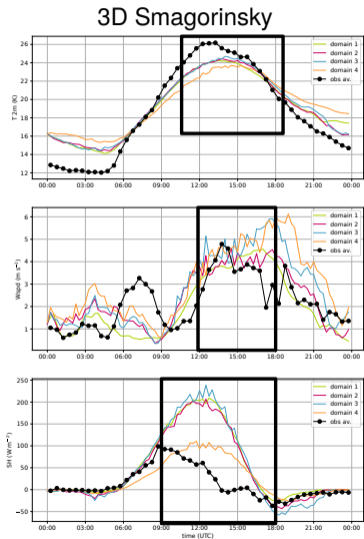 3D Smagorinsky
26
24
22
20
18
16
14
12
T 2m (K)
domain 1
domain 2
domain 3
domain 4
obs av.
00:00 03:00 06:00 09:00 12:00 15:00 18:00 21:00 00:00
6
5
4
3
2
1
Wind (m s⁻¹)
domain 1
domain 2
domain 3
domain 4
obs av.
00:00 03:00 06:00 09:00 12:00 15:00 18:00 21:00 00:00
250
200
150
100
50
0
−50
SH (W m⁻²)
domain 1
domain 2
domain 3
domain 4
obs av.
00:00 03:00 06:00 09:00 12:00 15:00 18:00 21:00 00:00
time (UTC)